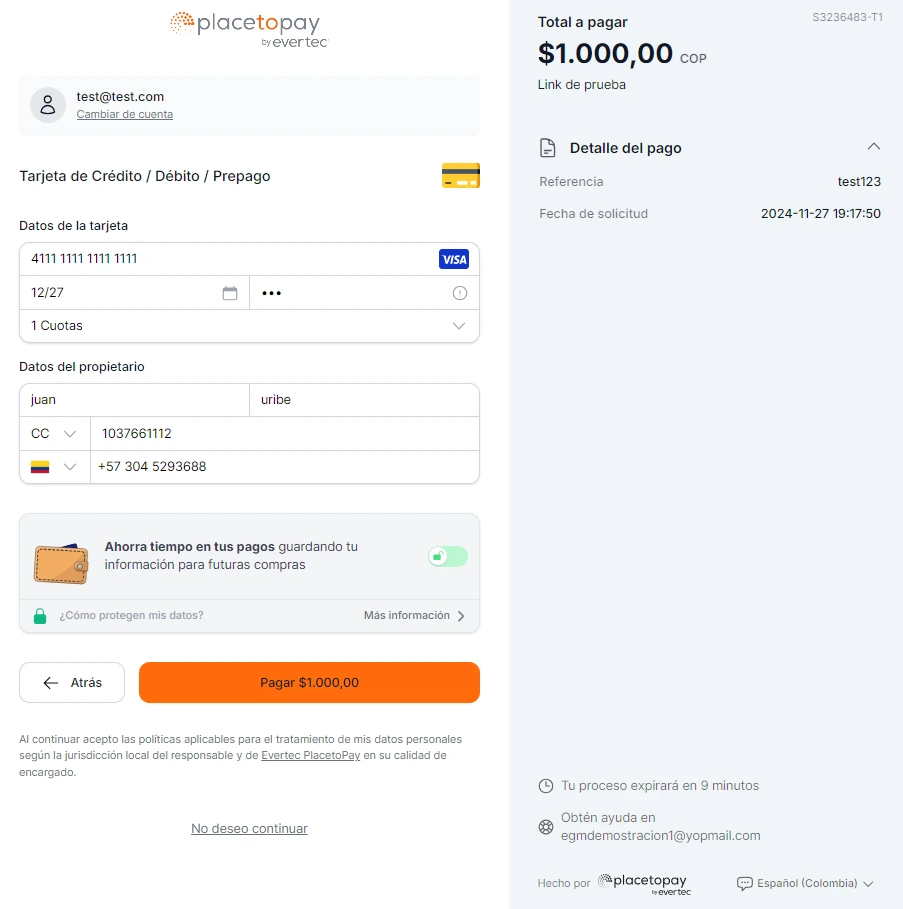 placetopay
by evertec
test@test.com
Cambiar de cuenta
Tarjeta de Crédito / Débito / Prepago
Datos de la tarjeta
4111 1111 1111 1111
VISA
12/27
•••
1 Cuotas
Datos del propietario
juan
uribe
CC
1037661112
+57 304 5293688
Ahorra tiempo en tus pagos guardando tu
información para futuras compras
¿Cómo protegen mis datos?
Más información
Atrás
Pagar $1.000,00
Al continuar acepto las políticas aplicables para el tratamiento de mis datos personales
según la jurisdicción local del responsable y de Evertec PlacetoPay en su calidad de
encargado.
No deseo continuar
Total a pagar
S3236483-T1
$1.000,00 COP
Link de prueba
Detalle del pago
Referencia
test123
Fecha de solicitud
2024-11-27 19:17:50
Tu proceso expirará en 9 minutos
Obtén ayuda en
egmdemostracion1@yopmail.com
Hecho por
placetopay
by evertec
Español (Colombia)